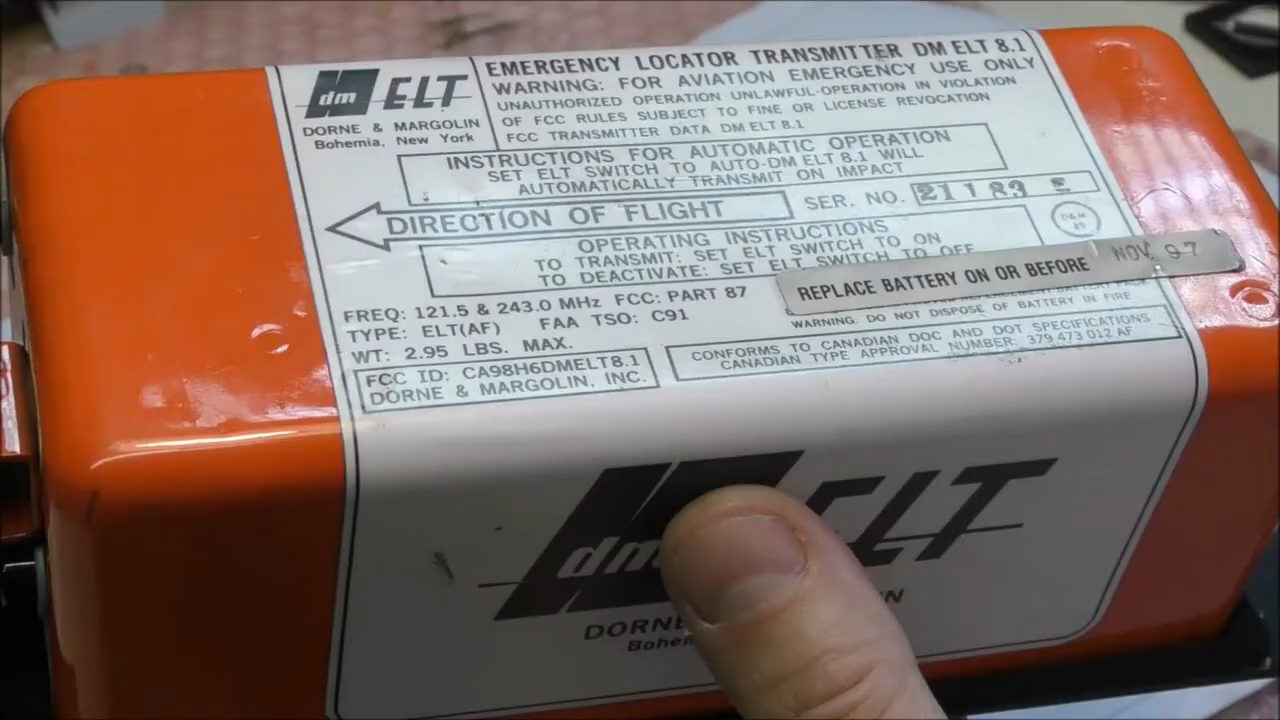 dm ELT
DORNE & MARGOLIN
Bohemia, New York
EMERGENCY LOCATOR TRANSMITTER DM ELT 8.1
WARNING: FOR AVIATION EMERGENCY USE ONLY
UNAUTHORIZED OPERATION UNLAWFUL-OPERATION IN VIOLATION
OF FCC RULES SUBJECT TO FINE OR LICENSE REVOCATION
FCC TRANSMITTER DATA DM ELT 8.1
INSTRUCTIONS FOR AUTOMATIC OPERATION
SET ELT SWITCH TO AUTO-DM ELT 8.1 WILL
AUTOMATICALLY TRANSMIT ON IMPACT
DIRECTION OF FLIGHT
SER. NO. 21183
D&M
OPERATING INSTRUCTIONS
TO TRANSMIT: SET ELT SWITCH TO ON
TO DEACTIVATE: SET ELT SWITCH TO OFF
REPLACE BATTERY ON OR BEFORE NOV. 97
FREQ: 121.5 & 243.0 MHz FCC: PART 87
TYPE: ELT(AF) FAA TSO: C91
WT: 2.95 LBS. MAX.
WARNING: DO NOT DISPOSE OF BATTERY IN FIRE
FCC ID: CA98H6DMELT8.1
DORNE & MARGOLIN, INC.
CONFORMS TO CANADIAN DOC AND DOT SPECIFICATIONS
CANADIAN TYPE APPROVAL NUMBER: 379 473 012 AF
dm ELT